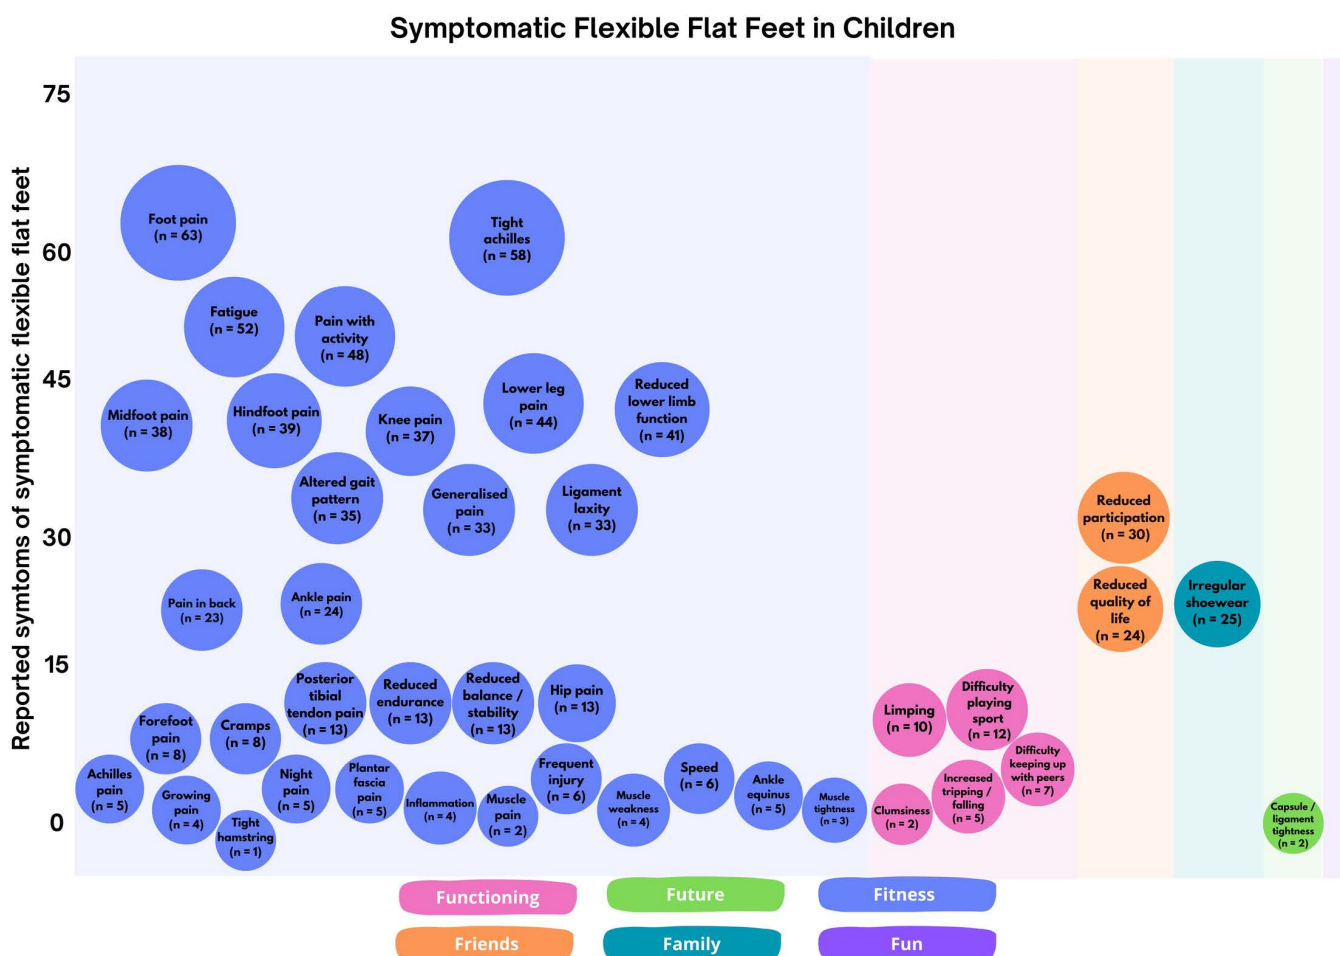 Symptomatic Flexible Flat Feet in Children
Reported symtoms of symptomatic flexible flat feet
75
60
45
30
15
0
Foot pain
(n = 63)
Tight
achilles
(n = 58)
Fatigue
(n = 52)
Pain with
activity
(n = 48)
Midfoot pain
(n = 38)
Hindfoot pain
(n = 39)
Knee pain
(n = 37)
Lower leg
pain
(n = 44)
Reduced
lower limb
function
(n = 41)
Altered gait
pattern
(n = 35)
Generalised
pain
(n = 33)
Ligament
laxity
(n = 33)
Reduced
participation
(n = 30)
Pain in back
(n = 23)
Ankle pain
(n = 24)
Reduced
quality of
life
(n = 24)
Irregular
shoewear
(n = 25)
Posterior
tibial
tendon pain
(n = 13)
Reduced
endurance
(n = 13)
Reduced
balance /
stability
(n = 13)
Hip pain
(n = 13)
Limping
(n = 10)
Difficulty
playing
sport
(n = 12)
Forefoot
pain
(n = 8)
Cramps
(n = 8)
Achilles
pain
(n = 5)
Growing
pain
(n = 4)
Tight
hamstring
(n = 1)
Night
pain
(n = 5)
Plantar
fascia
pain
(n = 5)
Inflammation
(n = 4)
Muscle
pain
(n = 2)
Frequent
injury
(n = 6)
Muscle
weakness
(n = 4)
Speed
(n = 6)
Ankle
equinus
(n = 5)
Muscle
tightness
(n = 3)
Clumsiness
(n = 2)
Increased
tripping /
falling
(n = 5)
Difficulty
keeping up
with peers
(n = 7)
Capsule /
ligament
tightness
(n = 2)
Functioning
Future
Fitness
Friends
Family
Fun